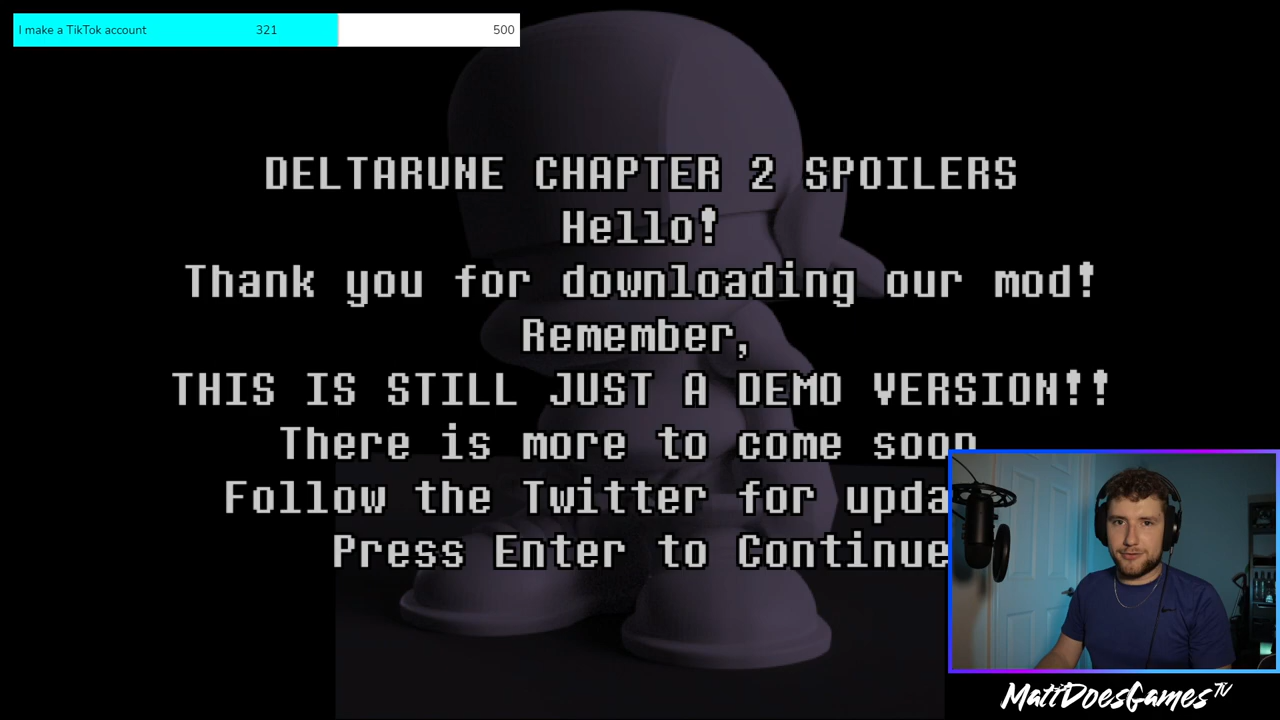 I make a TikTok account 321 500
DELTARUNE CHAPTER 2 SPOILERS
Hello!
Thank you for downloading our mod!
Remember,
THIS IS STILL JUST A DEMO VERSION!!
There is more to come soon
Follow the Twitter for upda
Press Enter to Continue
MattDoesGames TV